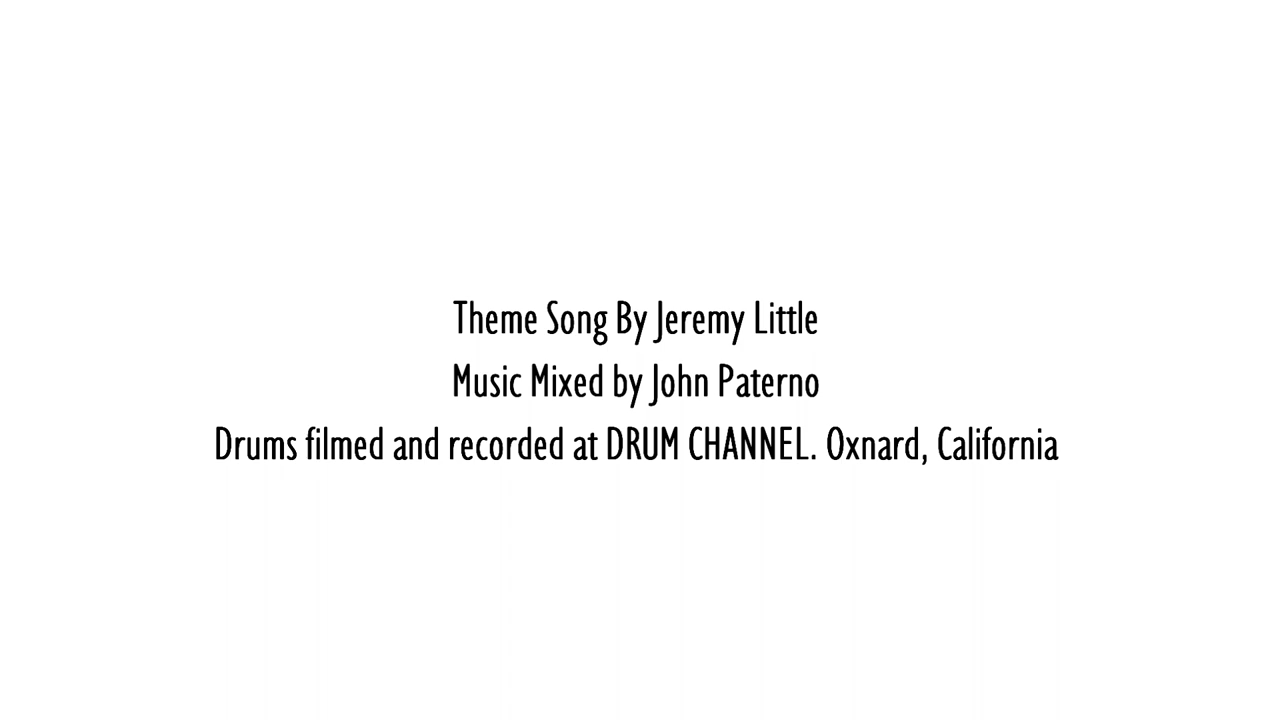 Theme Song By Jeremy Little
Music Mixed by John Paterno
Drums filmed and recorded at DRUM CHANNEL. Oxnard, California